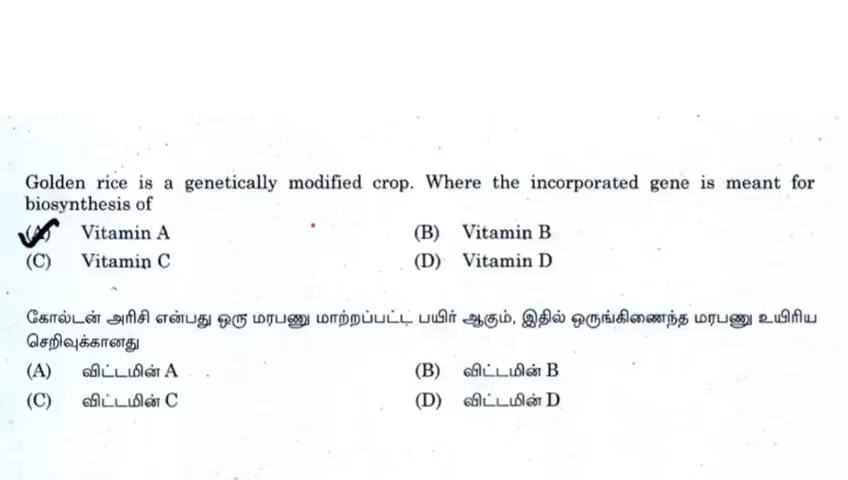 Golden rice is a genetically modified crop. Where the incorporated gene is meant for
biosynthesis of
(A) Vitamin A (B) Vitamin B
(C) Vitamin C (D) Vitamin D
கோல்டன் அரிசி என்பது ஒரு மரபணு மாற்றப்பட்ட பயிர் ஆகும், இதில் ஒருங்கிணைந்த மரபணு உயிரிய
செறிவுக்கானது
(A) விட்டமின் A (B) விட்டமின் B
(C) விட்டமின் C (D) விட்டமின் D